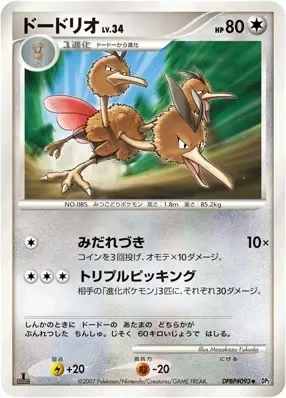 ドードリオ LV.34 HP 80
1進化 ドードーから進化
NO.085 みつごどりポケモン 高さ:1.8m 重さ:85.2kg
みだれづき 10×
コインを3回投げ、オモテ×10ダメージ。
トリプルピッキング
相手の「進化ポケモン」3匹に、それぞれ30ダメージ。
しんかのときに ドードーの あたまの どちらかが
ぶんれつした しゅるい。じそく 60キロいじょうで はしる。
Illus. Masakazu Fukuda
弱点 抵抗力 にげる
+20 -20
©2007 Pokémon/Nintendo/Creatures/GAME FREAK. DPBP#093 DPt